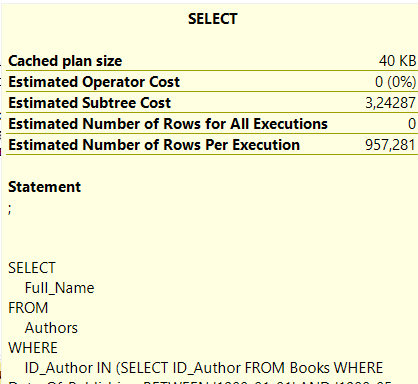 SELECT
Cached plan size 40 KB
Estimated Operator Cost 0 (0%)
Estimated Subtree Cost 3,24287
Estimated Number of Rows for All Executions 0
Estimated Number of Rows Per Execution 957,281
Statement
;
SELECT
Full_Name
FROM
Authors
WHERE
ID_Author IN (SELECT ID_Author FROM Books WHERE